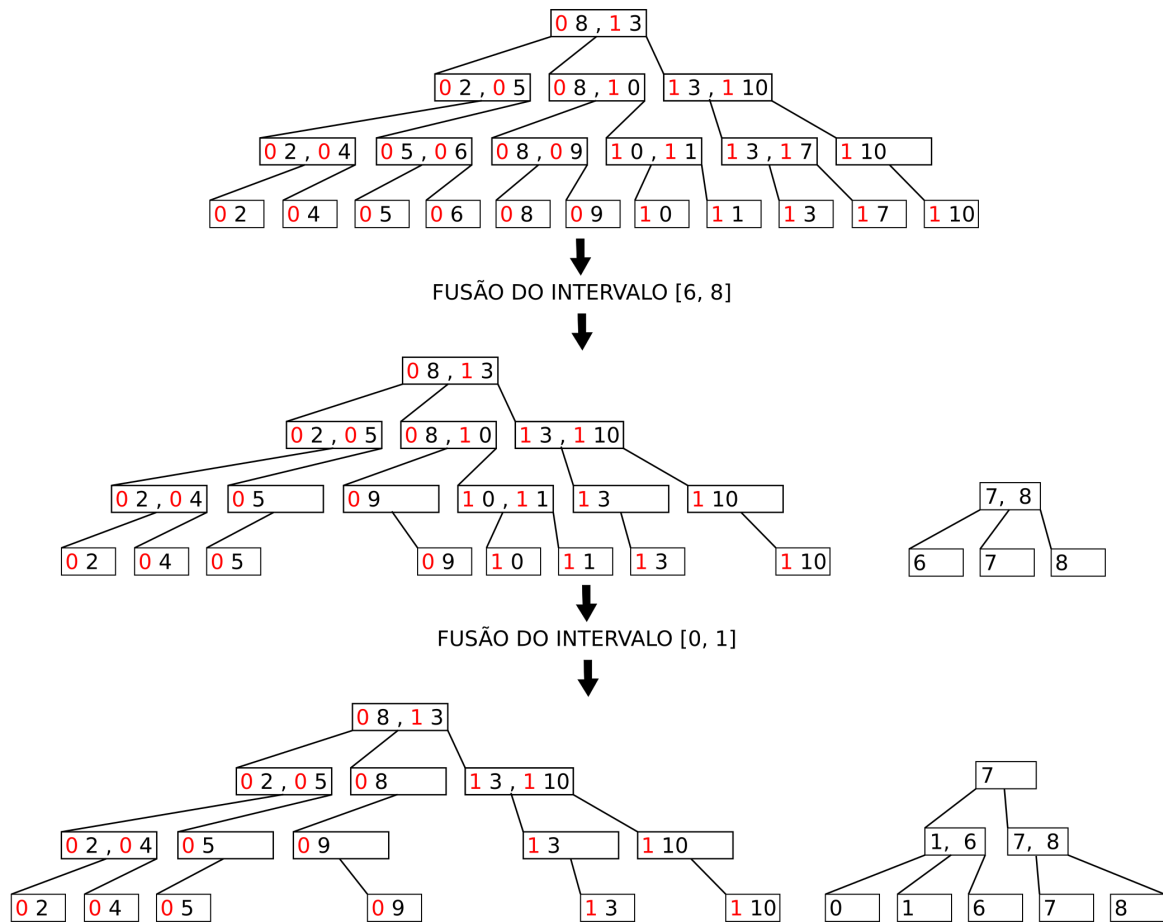 0 8 , 1 3
0 2 , 0 5 0 8 , 1 0 1 3 , 1 10
0 2 , 0 4 0 5 , 0 6 0 8 , 0 9 1 0 , 1 1 1 3 , 1 7 1 10
0 2 0 4 0 5 0 6 0 8 0 9 1 0 1 1 1 3 1 7 1 10
FUSÃO DO INTERVALO [6, 8]
0 8 , 1 3
0 2 , 0 5 0 8 , 1 0 1 3 , 1 10
0 2 , 0 4 0 5 0 9 1 0 , 1 1 1 3 1 10 7, 8
0 2 0 4 0 5 0 9 1 0 1 1 1 3 1 10 6 7 8
FUSÃO DO INTERVALO [0, 1]
0 8 , 1 3
0 2 , 0 5 0 8 1 3 , 1 10 7
0 2 , 0 4 0 5 0 9 1 3 1 10 1, 6 7, 8
0 2 0 4 0 5 0 9 1 3 1 10 0 1 6 7 8